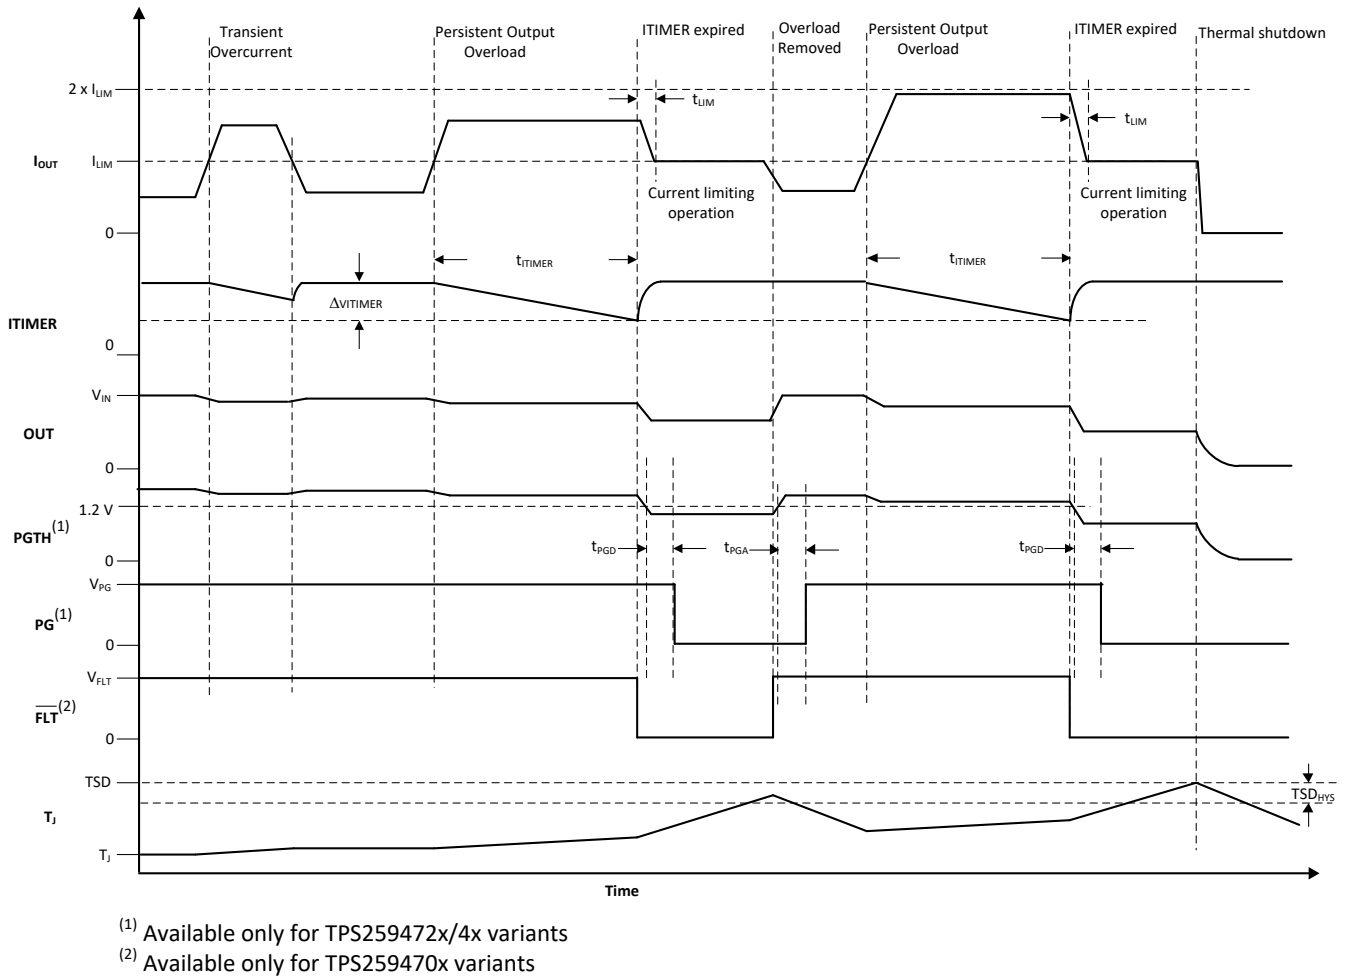 Transient
Overcurrent
Persistent Output
Overload
ITIMER expired
Overload
Removed
Persistent Output
Overload
ITIMER expired
Thermal shutdown
2 x ILIM
tLIM
tLIM
IOUT
ILIM
Current limiting
operation
Current limiting
operation
0
tITIMER
tITIMER
ΔVITIMER
ITIMER
0
VIN
OUT
0
1.2 V
PGTH(1)
tPGD
tPGA
tPGD
0
VPG
PG(1)
0
VFLT
FLT(2)
0
TSD
TSDHYS
TJ
TJ
Time
(1) Available only for TPS259472x/4x variants
(2) Available only for TPS259470x variants